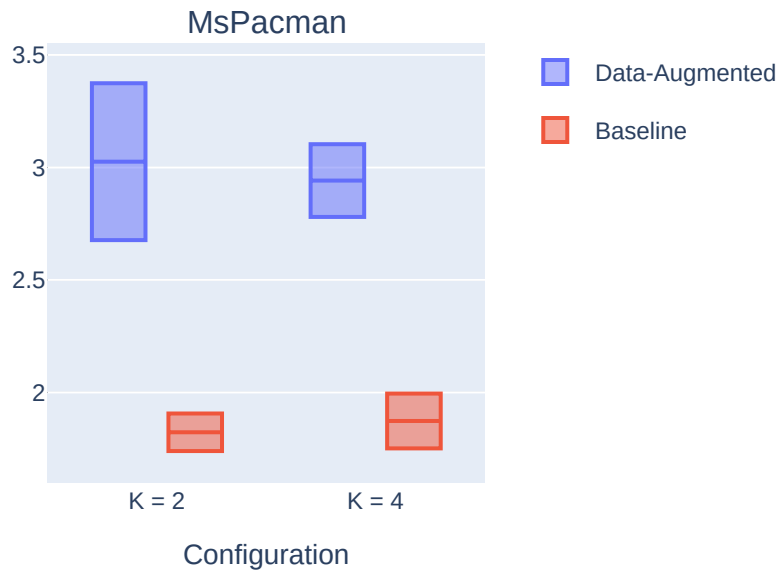 MsPacman
3.5
3
2.5
2
K = 2
K = 4
Configuration
Data-Augmented
Baseline